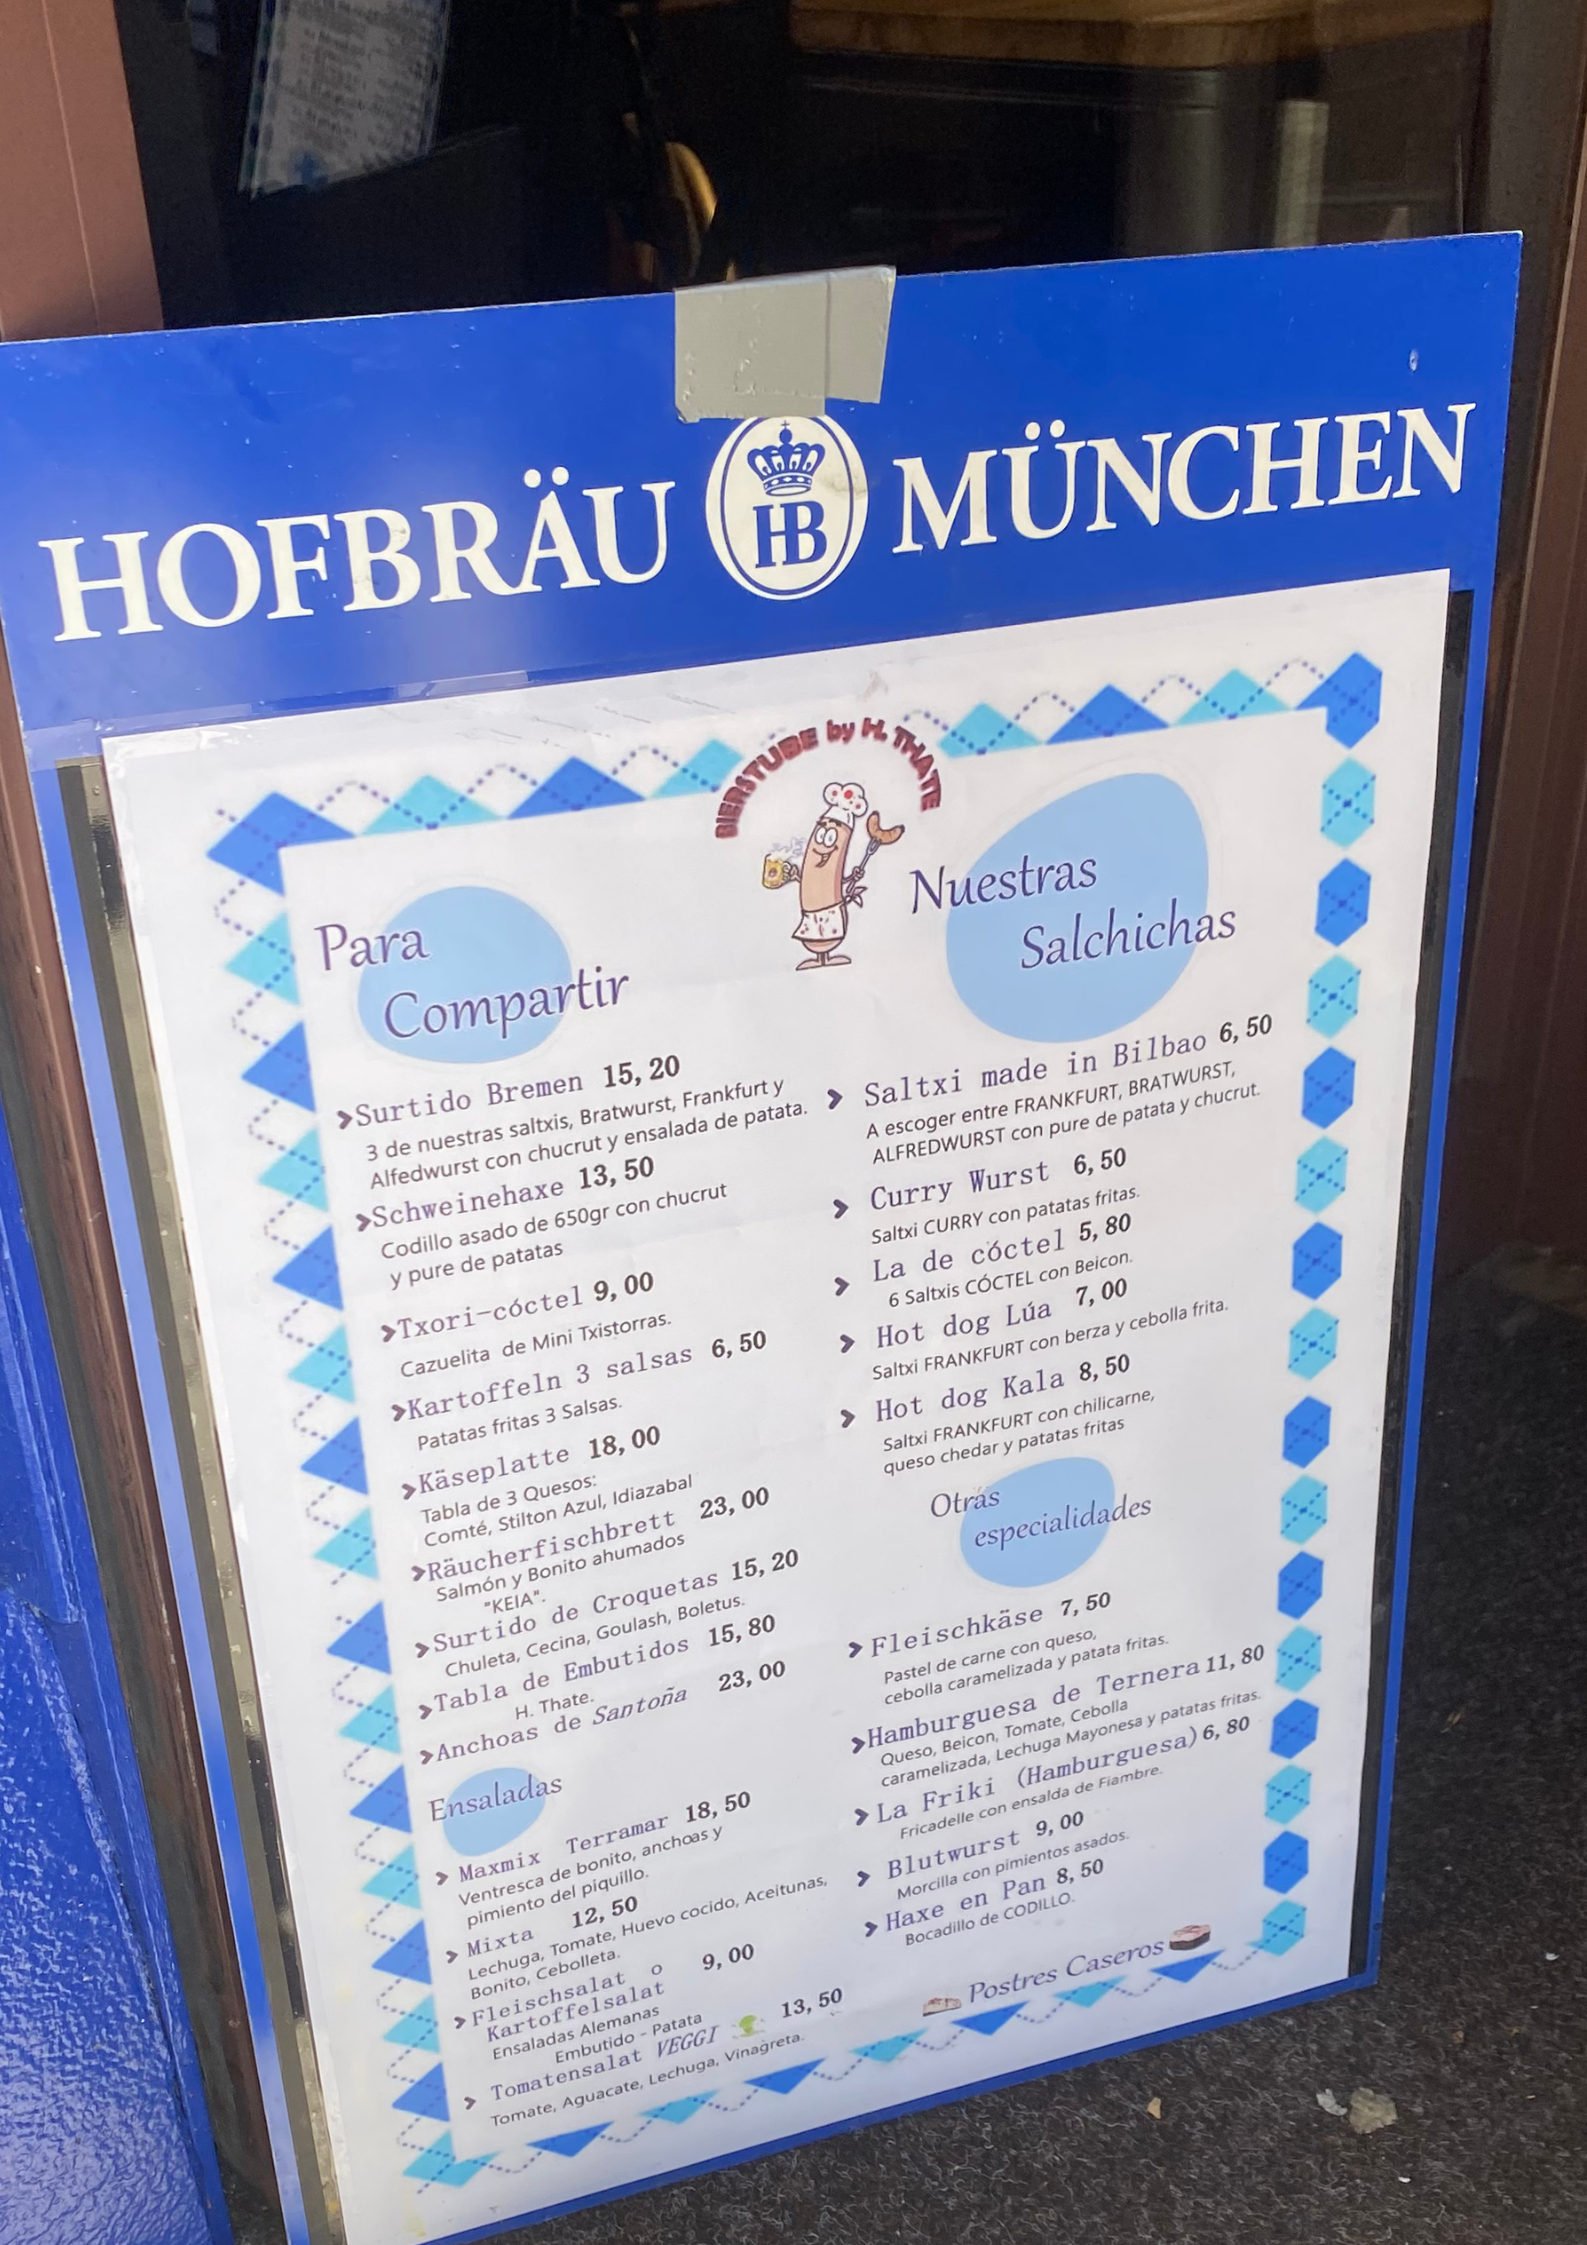 HOFBRÄU HB MÜNCHEN
BIERSTUBE by H. THATE
Para
Compartir
Surtido Bremen 15,20
3 de nuestras saltxis, Bratwurst, Frankfurt y
Alfedwurst con chucrut y ensalada de patata.
Schweinehaxe 13,50
Codillo asado de 650gr con chucrut
y pure de patatas
Txori-cóctel 9,00
Cazuelita de Mini Txistorras.
Kartoffeln 3 salsas 6,50
Patatas fritas 3 Salsas.
Käseplatte 18,00
Tabla de 3 Quesos:
Comté, Stilton Azul, Idiazabal
Räucherfischbrett 23,00
Salmón y Bonito ahumados
"KEIA".
Surtido de Croquetas 15,20
Chuleta, Cecina, Goulash, Boletus.
Tabla de Embutidos 15,80
H. Thate.
Anchoas de Santoña 23,00
Ensaladas
Maxmix Terramar 18,50
Ventresca de bonito, anchoas y
pimiento del piquillo.
Mixta 12,50
Lechuga, Tomate, Huevo cocido, Aceitunas,
Bonito, Cebolleta.
Fleischsalat o 9,00
Kartoffelsalat
Ensaladas Alemanas
Embutido - Patata
Tomatensalat VEGGI 13,50
Tomate, Aguacate, Lechuga, Vinagreta.
Nuestras
Salchichas
Saltxi made in Bilbao 6,50
A escoger entre FRANKFURT, BRATWURST,
ALFREDWURST con pure de patata y chucrut.
Curry Wurst 6,50
Saltxi CURRY con patatas fritas.
La de cóctel 5,80
6 Saltxis CÓCTEL con Beicon.
Hot dog Lúa 7,00
Saltxi FRANKFURT con berza y cebolla frita.
Hot dog Kala 8,50
Saltxi FRANKFURT con chilicarne,
queso chedar y patatas fritas
Otras
especialidades
Fleischkäse 7,50
Pastel de carne con queso,
cebolla caramelizada y patata fritas.
Hamburguesa de Ternera 11,80
Queso, Beicon, Tomate, Cebolla
caramelizada, Lechuga Mayonesa y patatas fritas.
La Friki (Hamburguesa) 6,80
Fricadelle con ensalda de Fiambre.
Blutwurst 9,00
Morcilla con pimientos asados.
Haxe en Pan 8,50
Bocadillo de CODILLO.
Postres Caseros